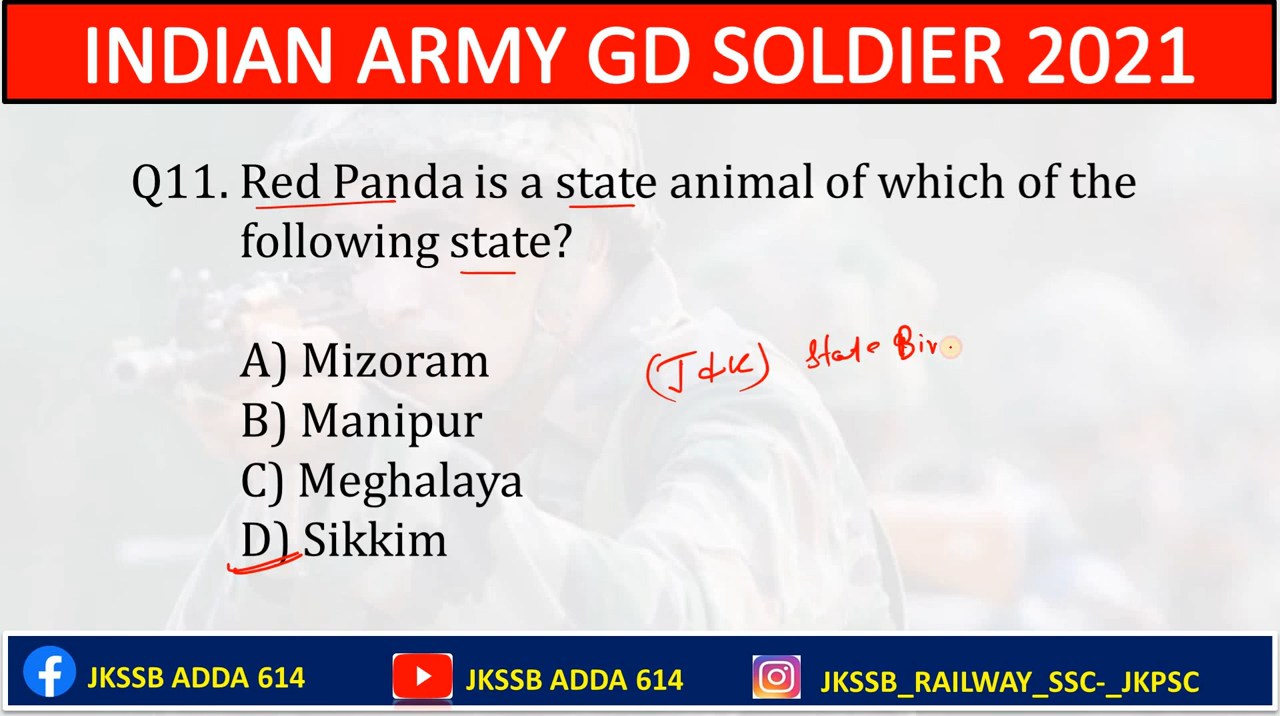 INDIAN ARMY GD SOLDIER 2021
Q11. Red Panda is a state animal of which of the
following state?
A) Mizoram
(J & K) State Bir
B) Manipur
C) Meghalaya
D) Sikkim
JKSSB ADDA 614
JKSSB ADDA 614
JKSSB_RAILWAY_SSC-_JKPSC